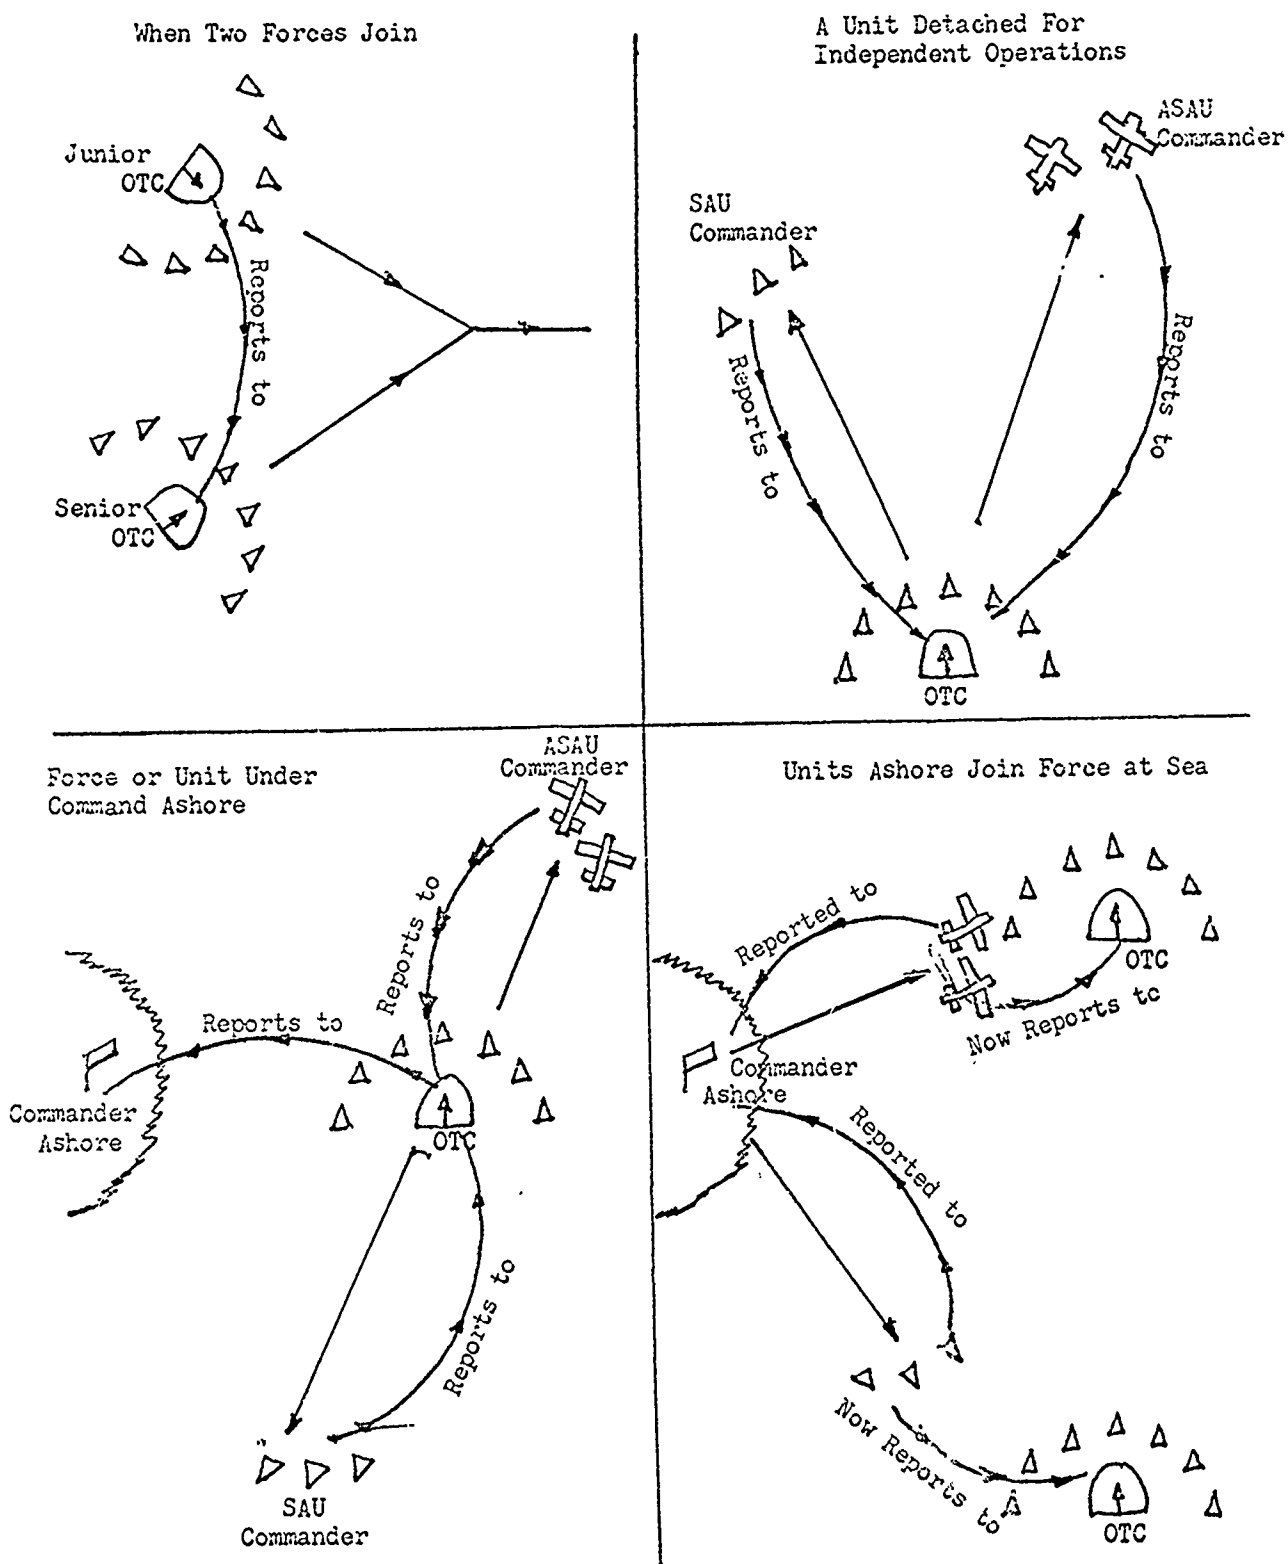 When Two Forces Join
Junior
OTC
Reports to
Senior
OTC
A Unit Detached For
Independent Operations
ASAU
Commander
SAU
Commander
Reports to
Reports to
OTC
Force or Unit Under
Command Ashore
ASAU
Commander
Reports to
Reports to
Commander
Ashore
OTC
Reports to
SAU
Commander
Units Ashore Join Force at Sea
Reported to
OTC
Now Reports to
Commander
Ashore
Reported to
Now Reports to
OTC